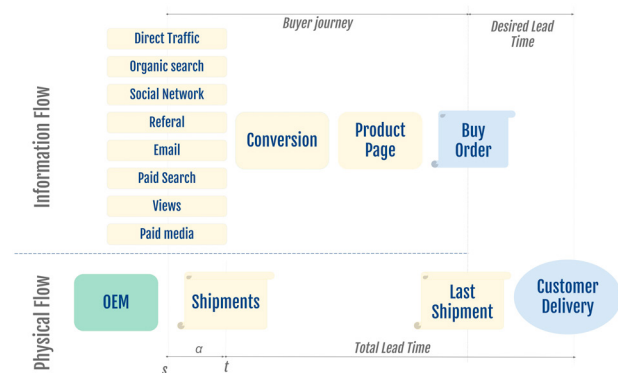 Buyer journey
Desired Lead
Time
Information Flow
Direct Traffic
Organic search
Social Network
Referal
Email
Paid Search
Views
Paid media
Conversion
Product
Page
Buy
Order
Physical Flow
OEM
Shipments
Last
Shipment
Customer
Delivery
α
Total Lead Time
s
t